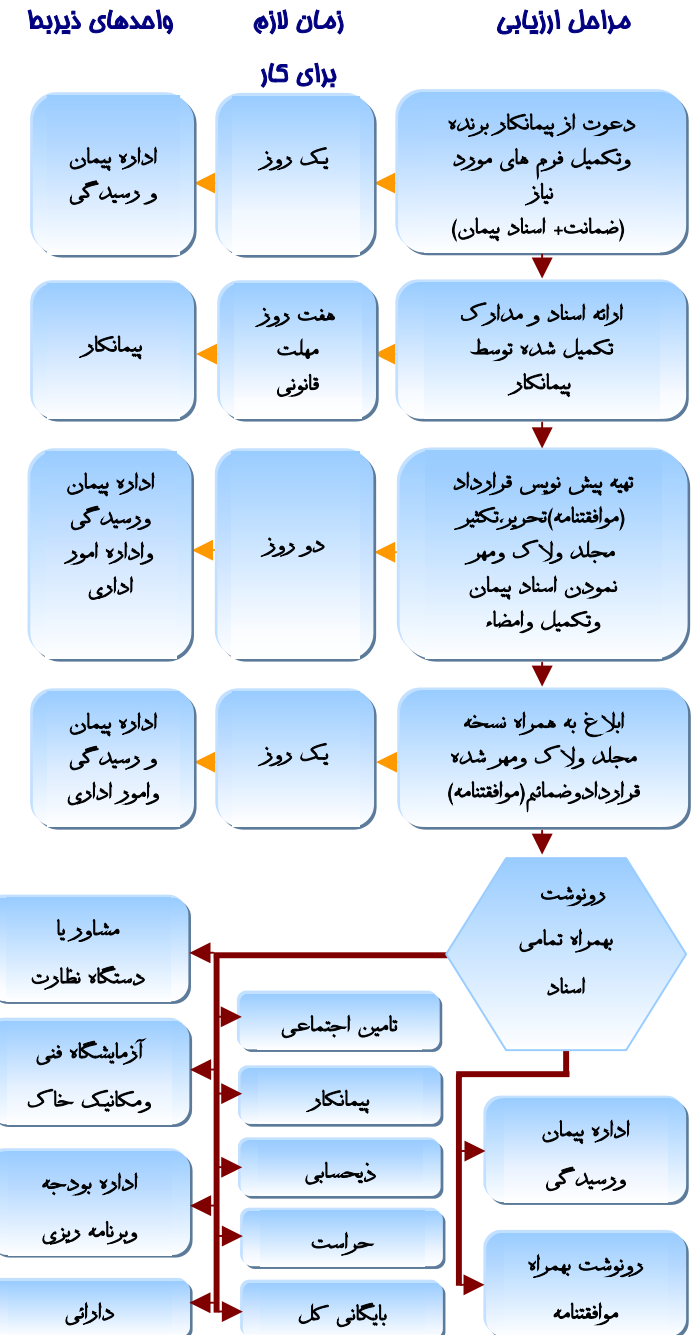 مراحل ارزیابی
زمان لازم
برای کار
واحدهای ذیربط
دعوت از پیمانکار برنده
وتکمیل فرم های مورد
نیاز
(ضمانت+ اسناد پیمان)
یک روز
اداره پیمان
و رسیدگی
ارائه اسناد و مدارک
تکمیل شده توسط
پیمانکار
هفت روز
مهلت
قانونی
پیمانکار
تهیه پیش نویس قرارداد
(موافقتنامه)تحریر،تکثیر
مجلد ولاک ومهر
نمودن اسناد پیمان
وتکمیل وامضاء
دو روز
اداره پیمان
ورسیدگی
واداره امور
اداری
ابلاغ به همراه نسخه
مجلد ولاک ومهر شده
قراردادوضمائم(موافقتنامه)
یک روز
اداره پیمان
و رسیدگی
وامور اداری
رونوشت
بهمراه تمامی
اسناد
اداره پیمان
ورسیدگی
رونوشت بهمراه
موافقتنامه
تامین اجتماعی
پیمانکار
ذیحسابی
حراست
بایگانی کل
مشاور یا
دستگاه نظارت
آزمایشگاه فنی
ومکانیک خاک
اداره بودجه
وبرنامه ریزی
دارائی